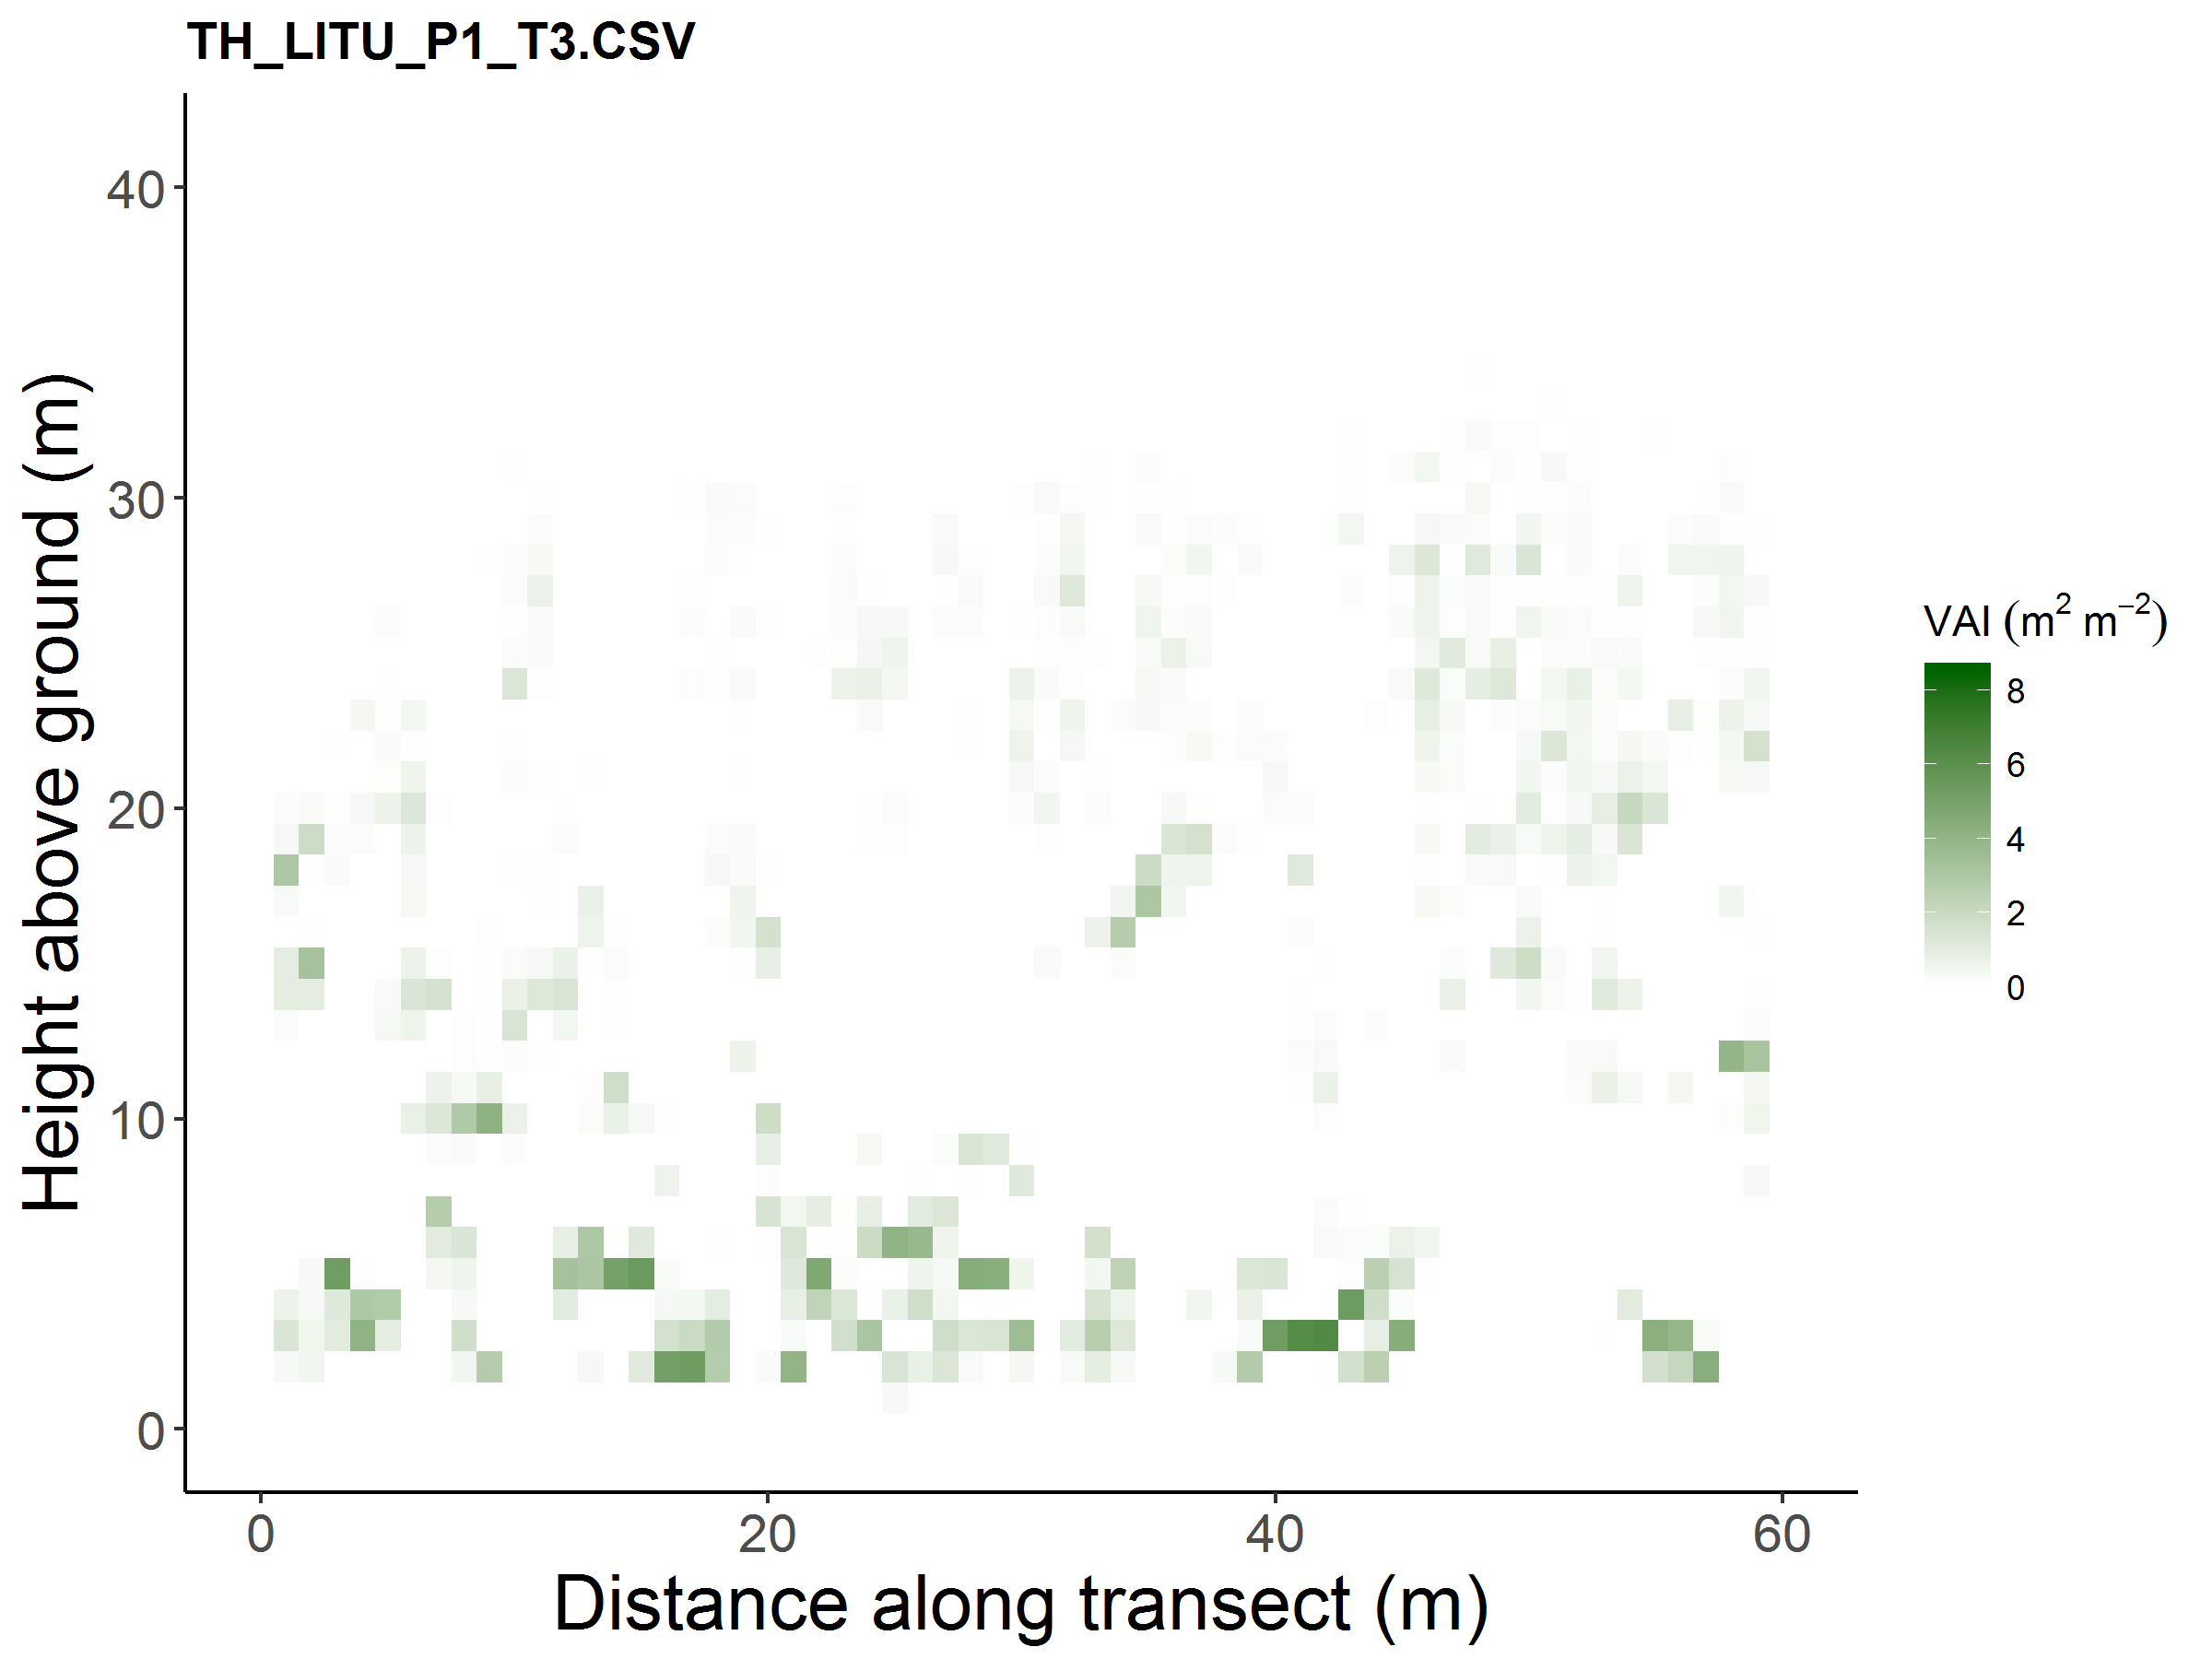 TH_LITU_P1_T3.CSV
Height above ground (m)
40
30
20
10
0
0 20 40 60
Distance along transect (m)
VAI (m² m⁻²)
8
6
4
2
0